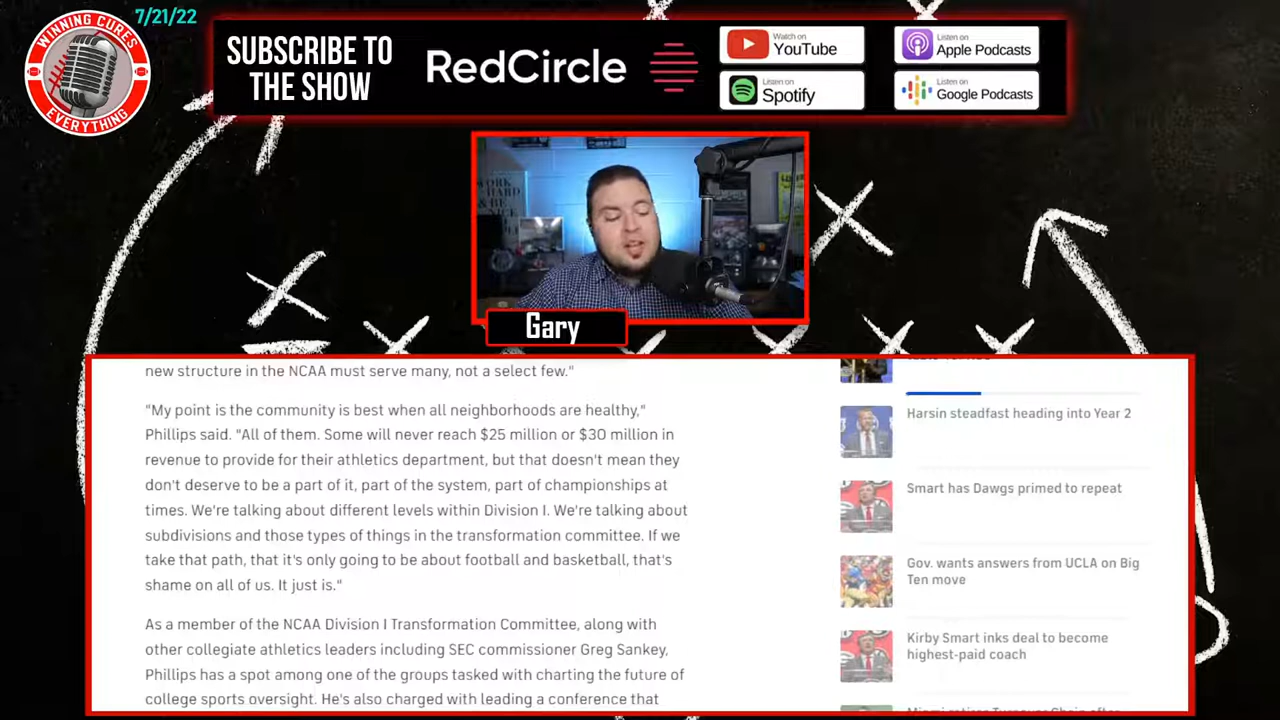 7/21/22
WINNING CURES
EVERYTHING
SUBSCRIBE TO
THE SHOW
RedCircle
Watch on
YouTube
Listen on
Spotify
Listen on
Apple Podcasts
Listen on
Google Podcasts
WORK
HARD
& BE
NICE
Gary
new structure in the NCAA must serve many, not a select few."
"My point is the community is best when all neighborhoods are healthy,"
Phillips said. "All of them. Some will never reach $25 million or $30 million in
revenue to provide for their athletics department, but that doesn't mean they
don't deserve to be a part of it, part of the system, part of championships at
times. We're talking about different levels within Division I. We're talking about
subdivisions and those types of things in the transformation committee. If we
take that path, that it's only going to be about football and basketball, that's
shame on all of us. It just is."
As a member of the NCAA Division I Transformation Committee, along with
other collegiate athletics leaders including SEC commissioner Greg Sankey,
Phillips has a spot among one of the groups tasked with charting the future of
college sports oversight. He's also charged with leading a conference that
Harsin steadfast heading into Year 2
Smart has Dawgs primed to repeat
Gov. wants answers from UCLA on Big
Ten move
Kirby Smart inks deal to become
highest-paid coach